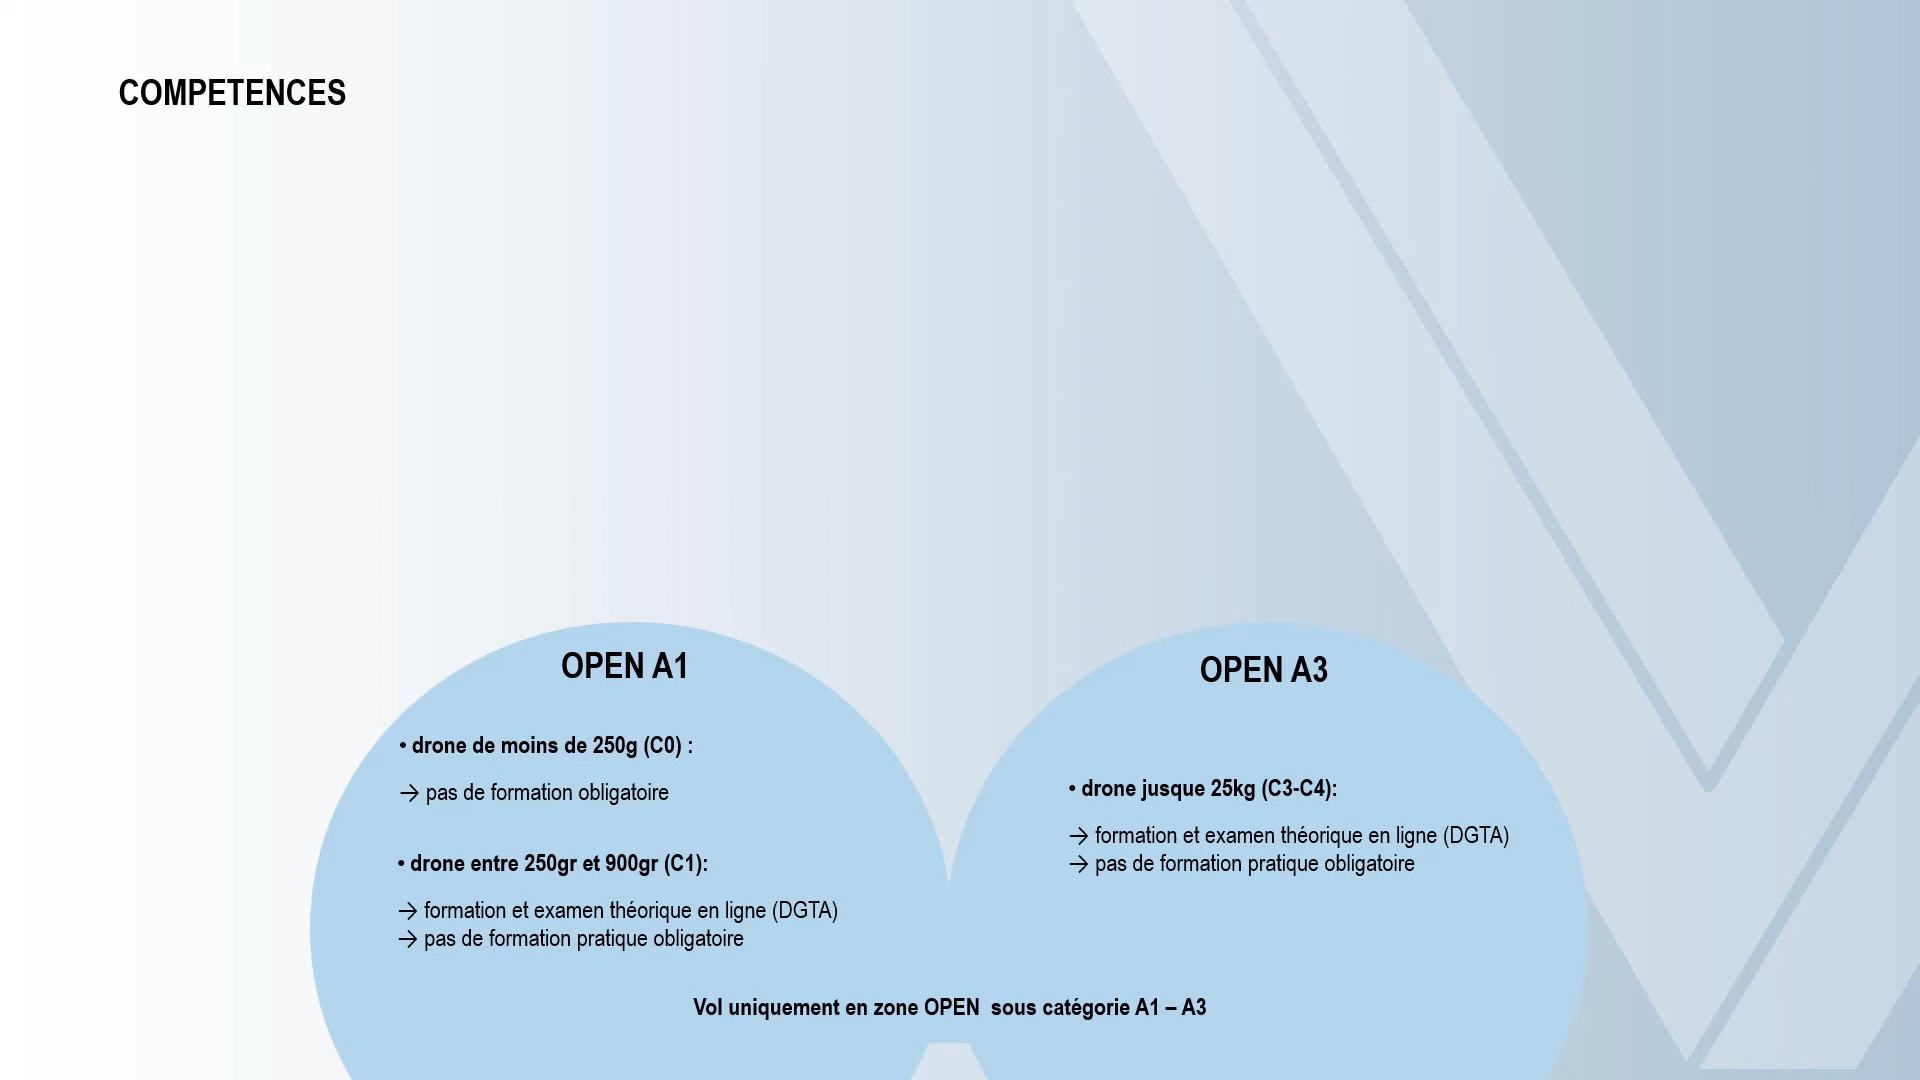 COMPETENCES
OPEN A1
• drone de moins de 250g (C0) :
→ pas de formation obligatoire
• drone entre 250gr et 900gr (C1):
→ formation et examen théorique en ligne (DGTA)
→ pas de formation pratique obligatoire
OPEN A3
• drone jusque 25kg (C3-C4):
→ formation et examen théorique en ligne (DGTA)
→ pas de formation pratique obligatoire
Vol uniquement en zone OPEN  sous catégorie A1 – A3